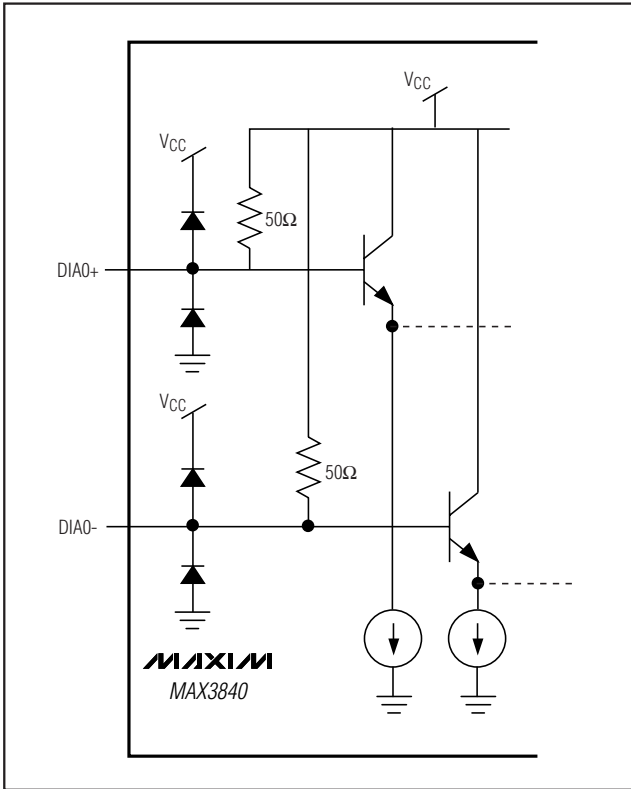 VCC
VCC
50Ω
DIA0+
VCC
50Ω
DIA0-
MAXIM
MAX3840